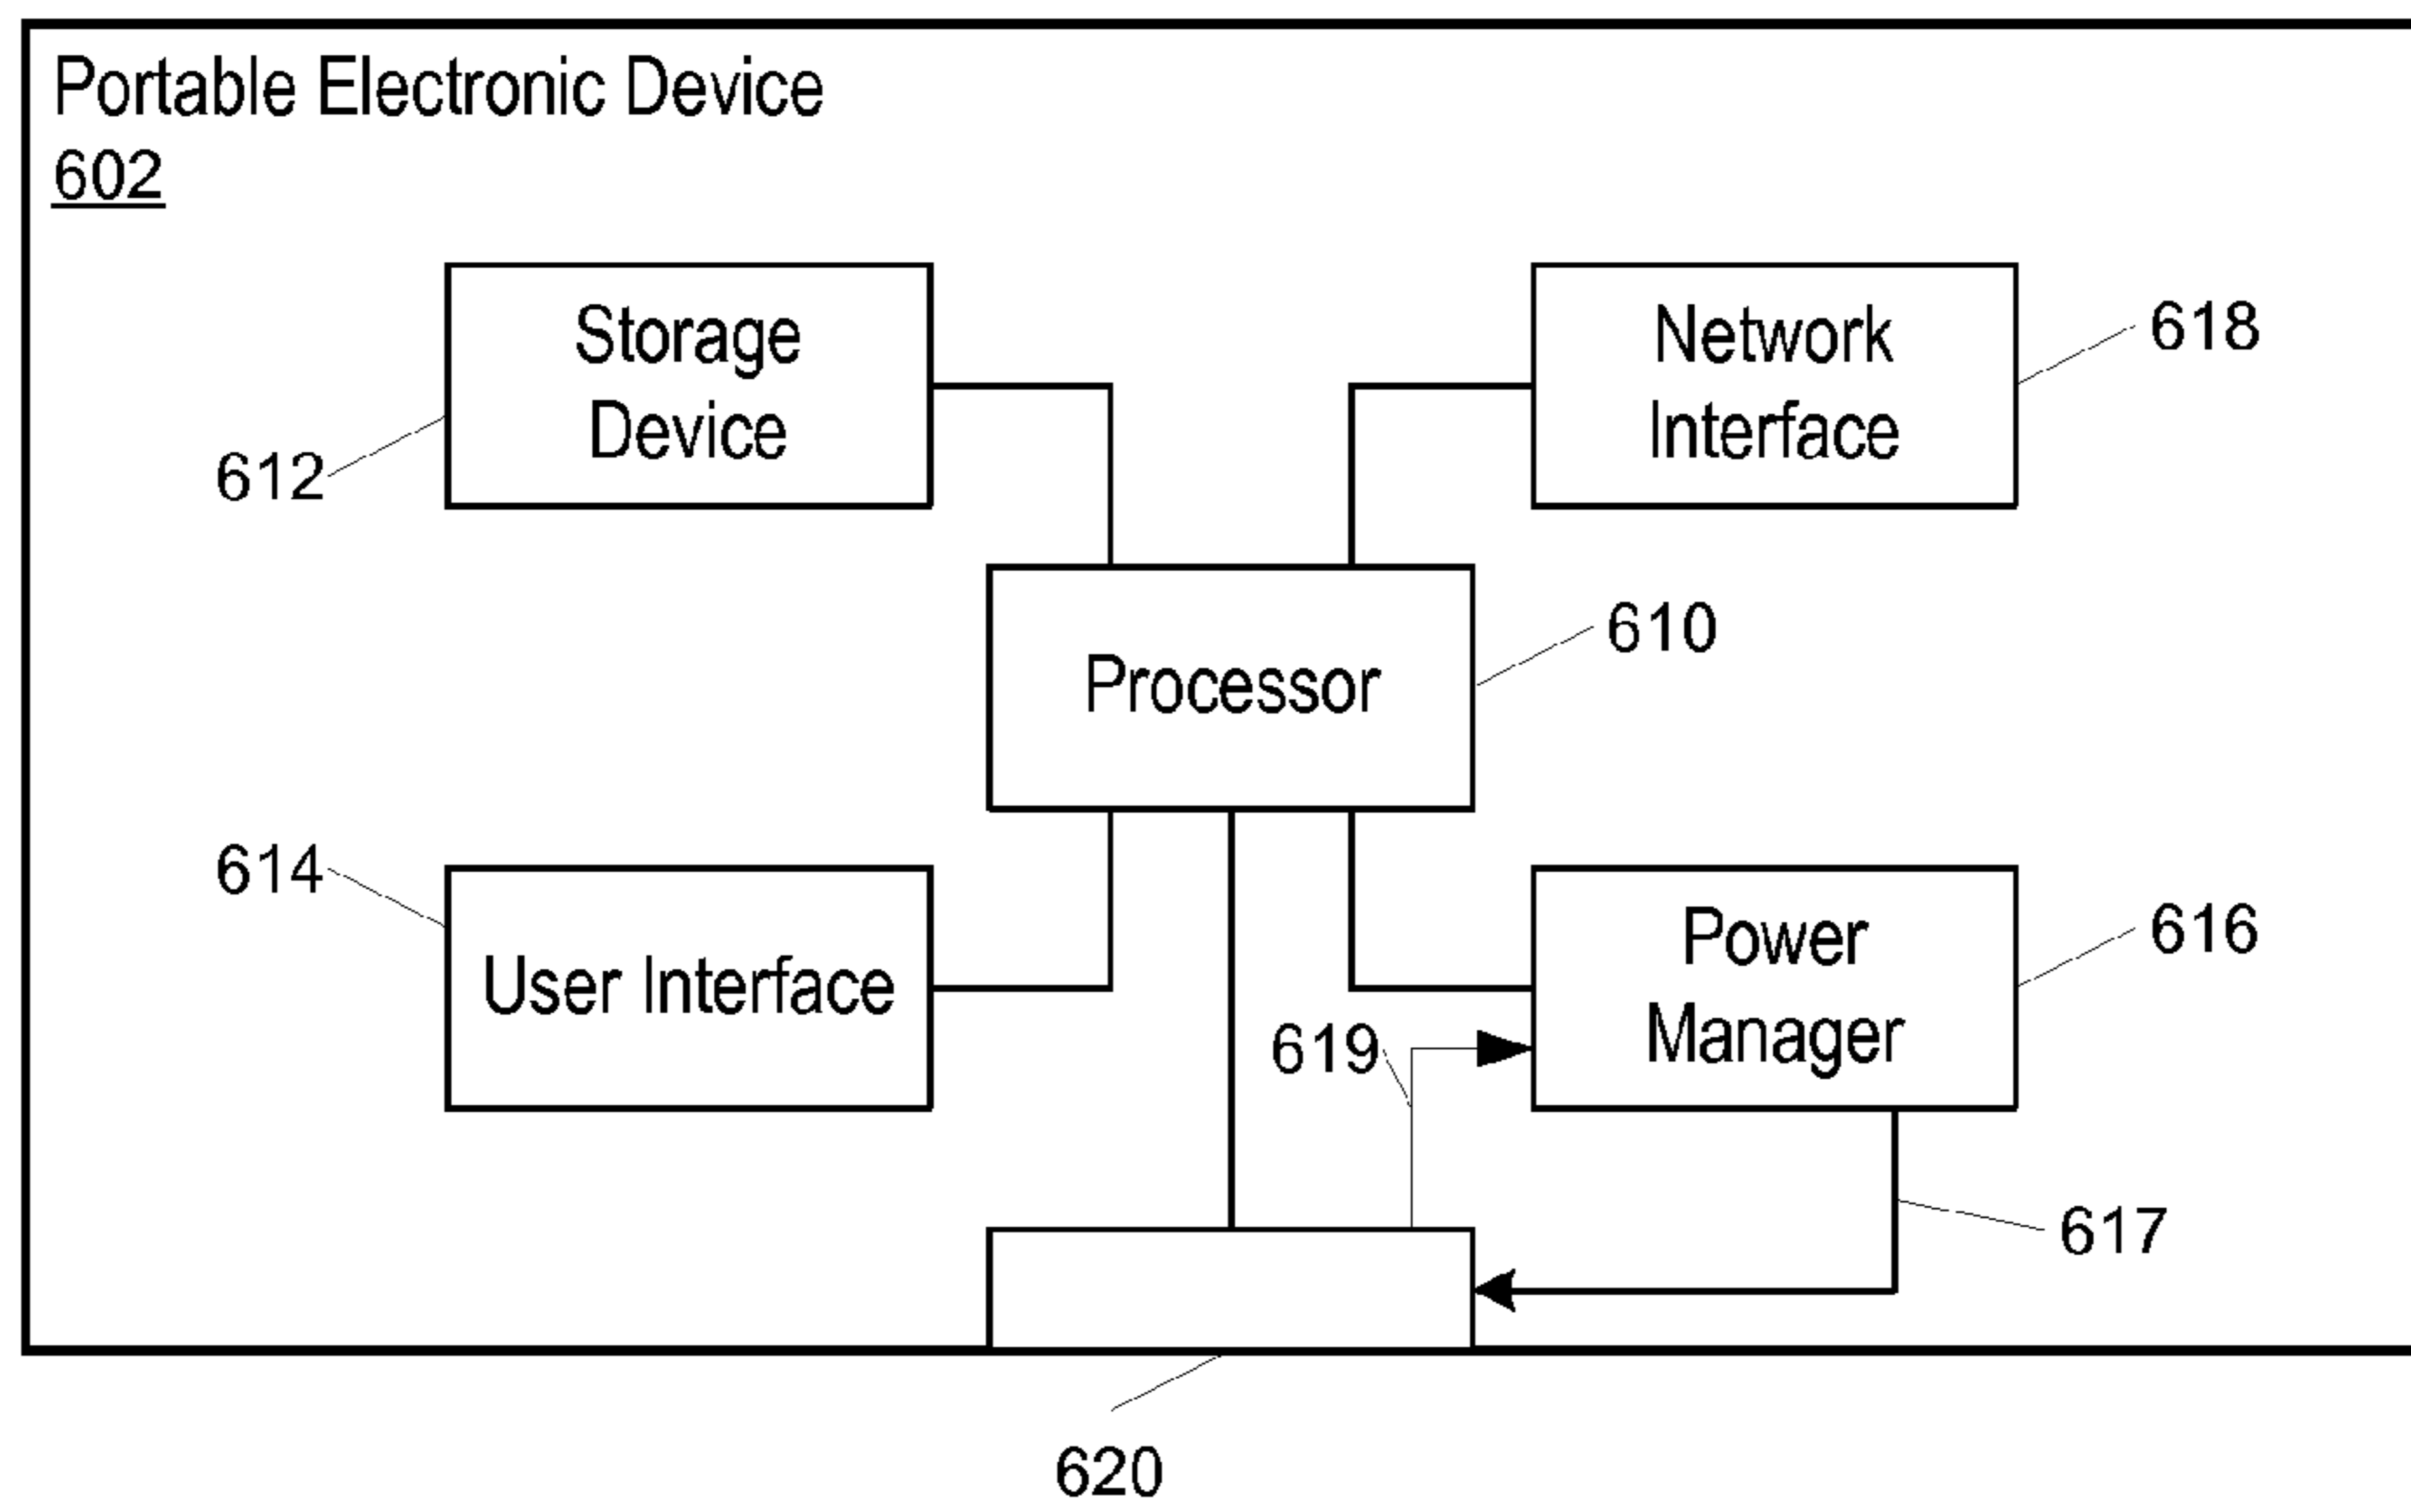 Portable Electronic Device
602
Storage
Device
612
Network
Interface
618
Processor
610
614
User Interface
Power
Manager
616
619
617
620